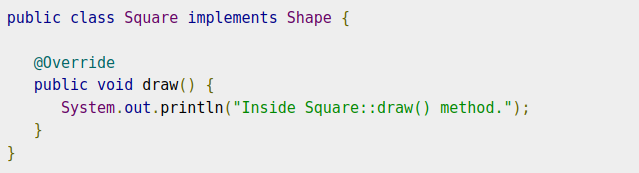 public class Square implements Shape {
   @Override
   public void draw() {
      System.out.println("Inside Square::draw() method.");
   }
}